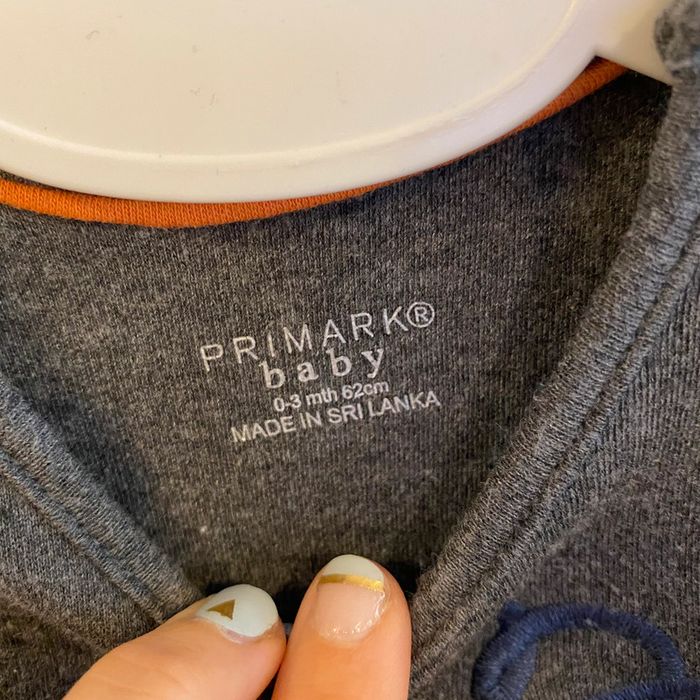 PRIMARK®
baby
0-3 mth 62cm
MADE IN SRI LANKA